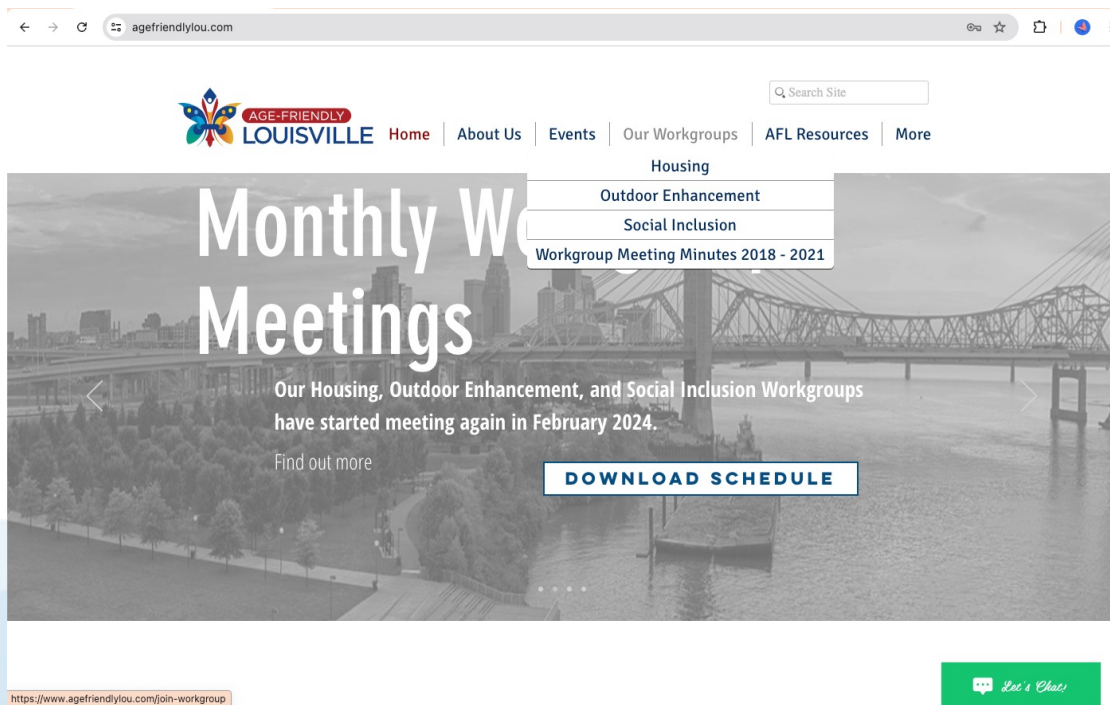 agefriendlylou.com
Search Site
AGE-FRIENDLY
LOUISVILLE
Home About Us Events Our Workgroups AFL Resources More
Housing
Outdoor Enhancement
Social Inclusion
Workgroup Meeting Minutes 2018 - 2021
Monthly
Meetings
Our Housing, Outdoor Enhancement, and Social Inclusion Workgroups
have started meeting again in February 2024.
Find out more
DOWNLOAD SCHEDULE
Let's Chat!
https://www.agefriendlylou.com/join-workgroup